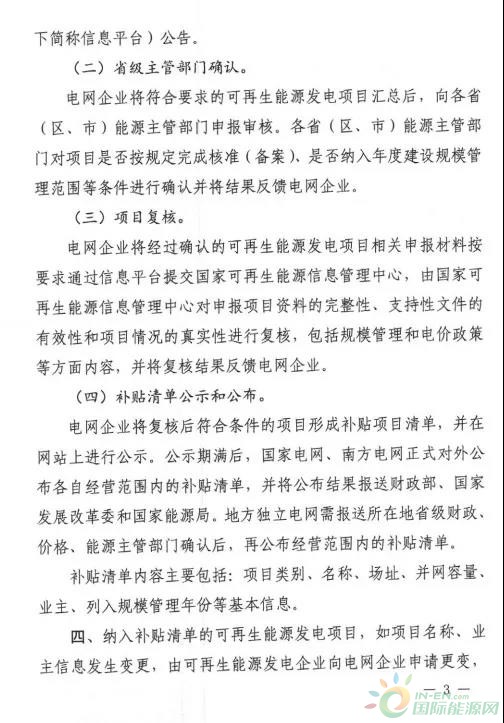 下简称信息平台）公告。
（二）省级主管部门确认。
电网企业将符合要求的可再生能源发电项目汇总后，向各省
（区、市）能源主管部门申报审核。各省（区、市）能源主管部
门对项目是否按规定完成核准（备案）、是否纳入年度建设规模管
理范围等条件进行确认并将结果反馈电网企业。
（三）项目复核。
电网企业将经过确认的可再生能源发电项目相关申报材料按
要求通过信息平台提交国家可再生能源信息管理中心，由国家可
再生能源信息管理中心对申报项目资料的完整性、支持性文件的
有效性和项目情况的真实性进行复核，包括规模管理和电价政策
等方面内容，并将复核结果反馈电网企业。
（四）补贴清单公示和公布。
电网企业将复核后符合条件的项目形成补贴项目清单，并在
网站上进行公示。公示期满后，国家电网、南方电网正式对外公
布各自经营范围内的补贴清单，并将公布结果报送财政部、国家
发展改革委和国家能源局。地方独立电网需报送所在地省级财政、
价格、能源主管部门确认后，再公布经营范围内的补贴清单。
补贴清单内容主要包括：项目类别、名称、场址、并网容量、
业主、列入规模管理年份等基本信息。
四、纳入补贴清单的可再生能源发电项目，如项目名称、业
主信息发生变更，由可再生能源发电企业向电网企业申请更变，
— 3 —
IN-EN.com
国际能源网